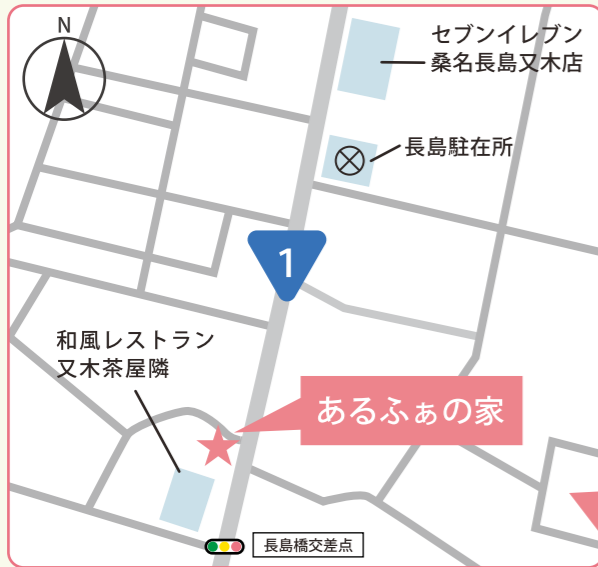 N
セブンイレブン
桑名長島又木店
長島駐在所
1
和風レストラン
又木茶屋隣
あるふぁの家
長島橋交差点